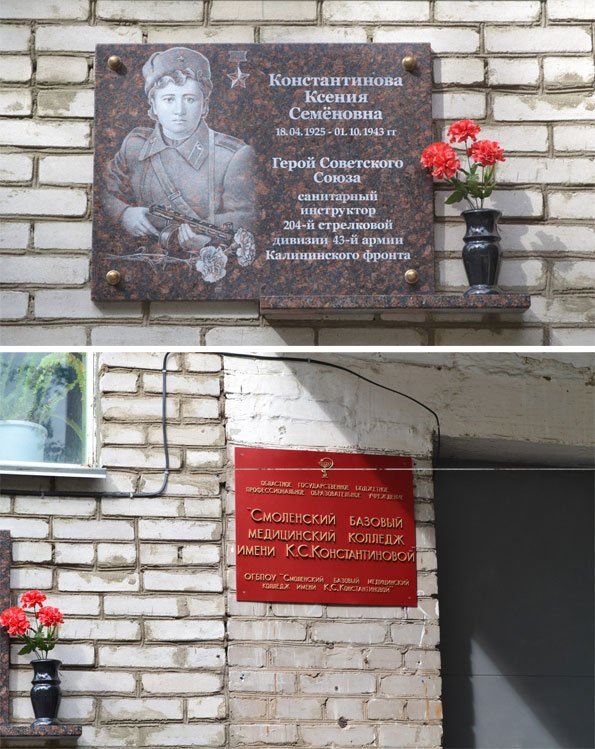 Константинова
Ксения
Семёновна
18.04.1925 - 01.10.1943 гг
Герой Советского
Союза
санитарный
инструктор
204-й стрелковой
дивизии 43-й армии
Калининского фронта
ОБЛАСТНОЕ ГОСУДАРСТВЕННОЕ БЮДЖЕТНОЕ
ПРОФЕССИОНАЛЬНОЕ ОБРАЗОВАТЕЛЬНОЕ УЧРЕЖДЕНИЕ
"СМОЛЕНСКИЙ БАЗОВЫЙ
МЕДИЦИНСКИЙ КОЛЛЕДЖ
ИМЕНИ К.С.КОНСТАНТИНОВОЙ"
ОГБПОУ "СМОЛЕНСКИЙ БАЗОВЫЙ МЕДИЦИНСКИЙ
КОЛЛЕДЖ ИМЕНИ К.С.КОНСТАНТИНОВОЙ"